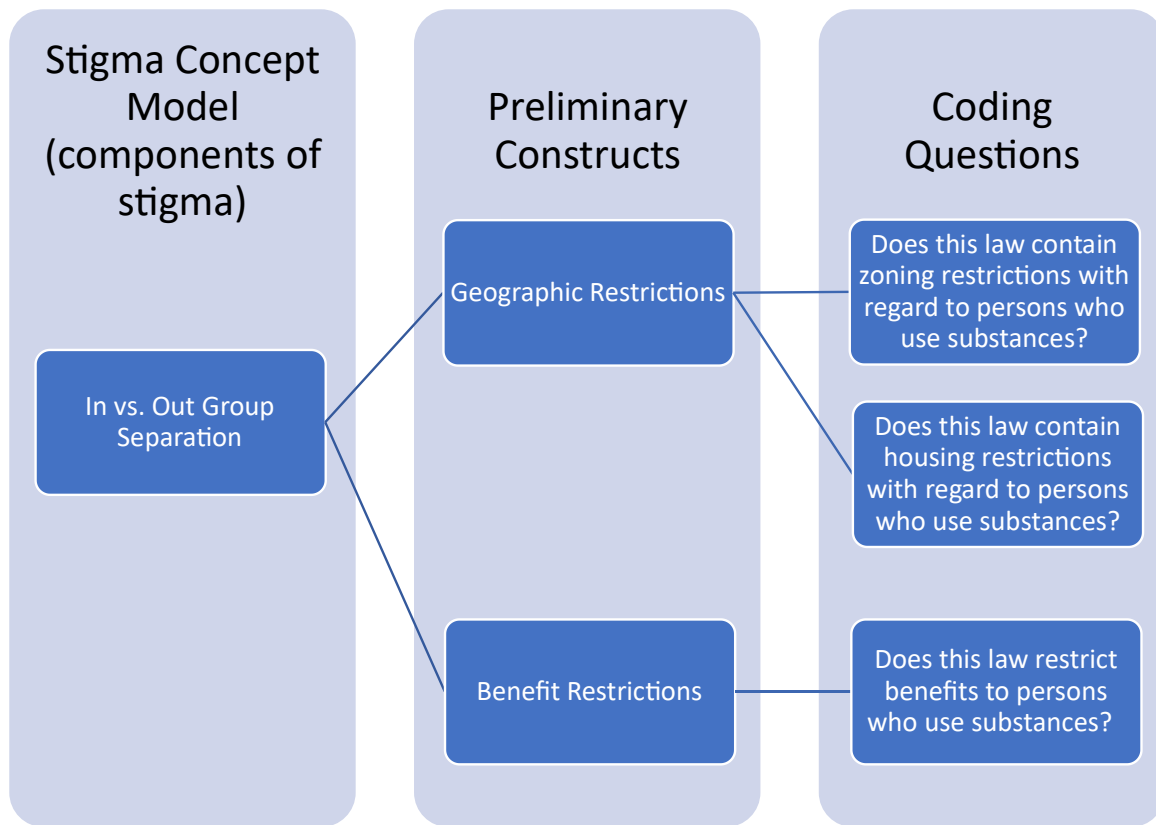 Stigma Concept
Model
(components of
stigma)
Preliminary
Constructs
Coding
Questions
In vs. Out Group
Separation
Geographic Restrictions
Benefit Restrictions
Does this law contain
zoning restrictions with
regard to persons who
use substances?
Does this law contain
housing restrictions
with regard to persons
who use substances?
Does this law restrict
benefits to persons
who use substances?